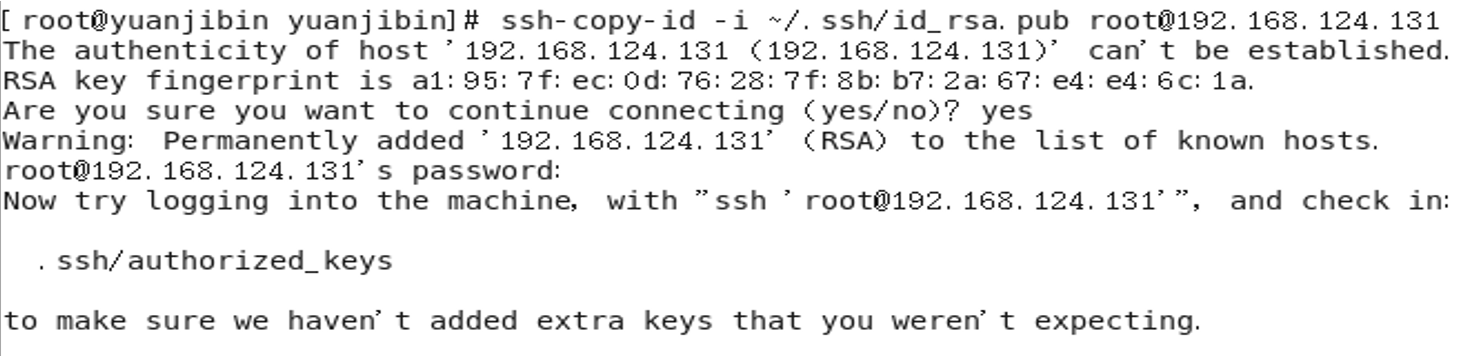 [root@yuanjibin yuanjibin]# ssh-copy-id -i ~/.ssh/id_rsa.pub root@192.168.124.131
The authenticity of host '192.168.124.131 (192.168.124.131)' can't be established.
RSA key fingerprint is a1:95:7f:ec:0d:76:28:7f:8b:b7:2a:67:e4:e4:6c:1a.
Are you sure you want to continue connecting (yes/no)? yes
Warning: Permanently added '192.168.124.131' (RSA) to the list of known hosts.
root@192.168.124.131's password:
Now try logging into the machine, with "ssh 'root@192.168.124.131'", and check in:
.ssh/authorized_keys
to make sure we haven't added extra keys that you weren't expecting.